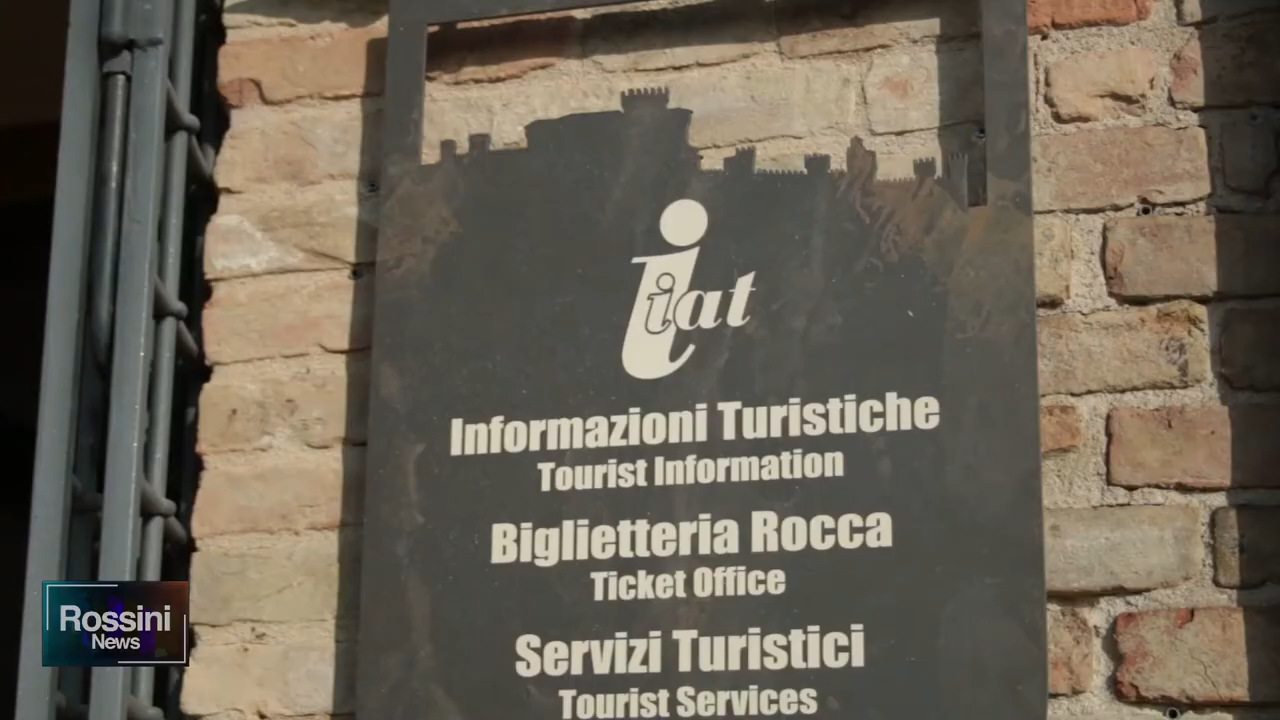 iat
Informazioni Turistiche
Tourist Information
Biglietteria Rocca
Ticket Office
Servizi Turistici
Tourist Services
Rossini
News